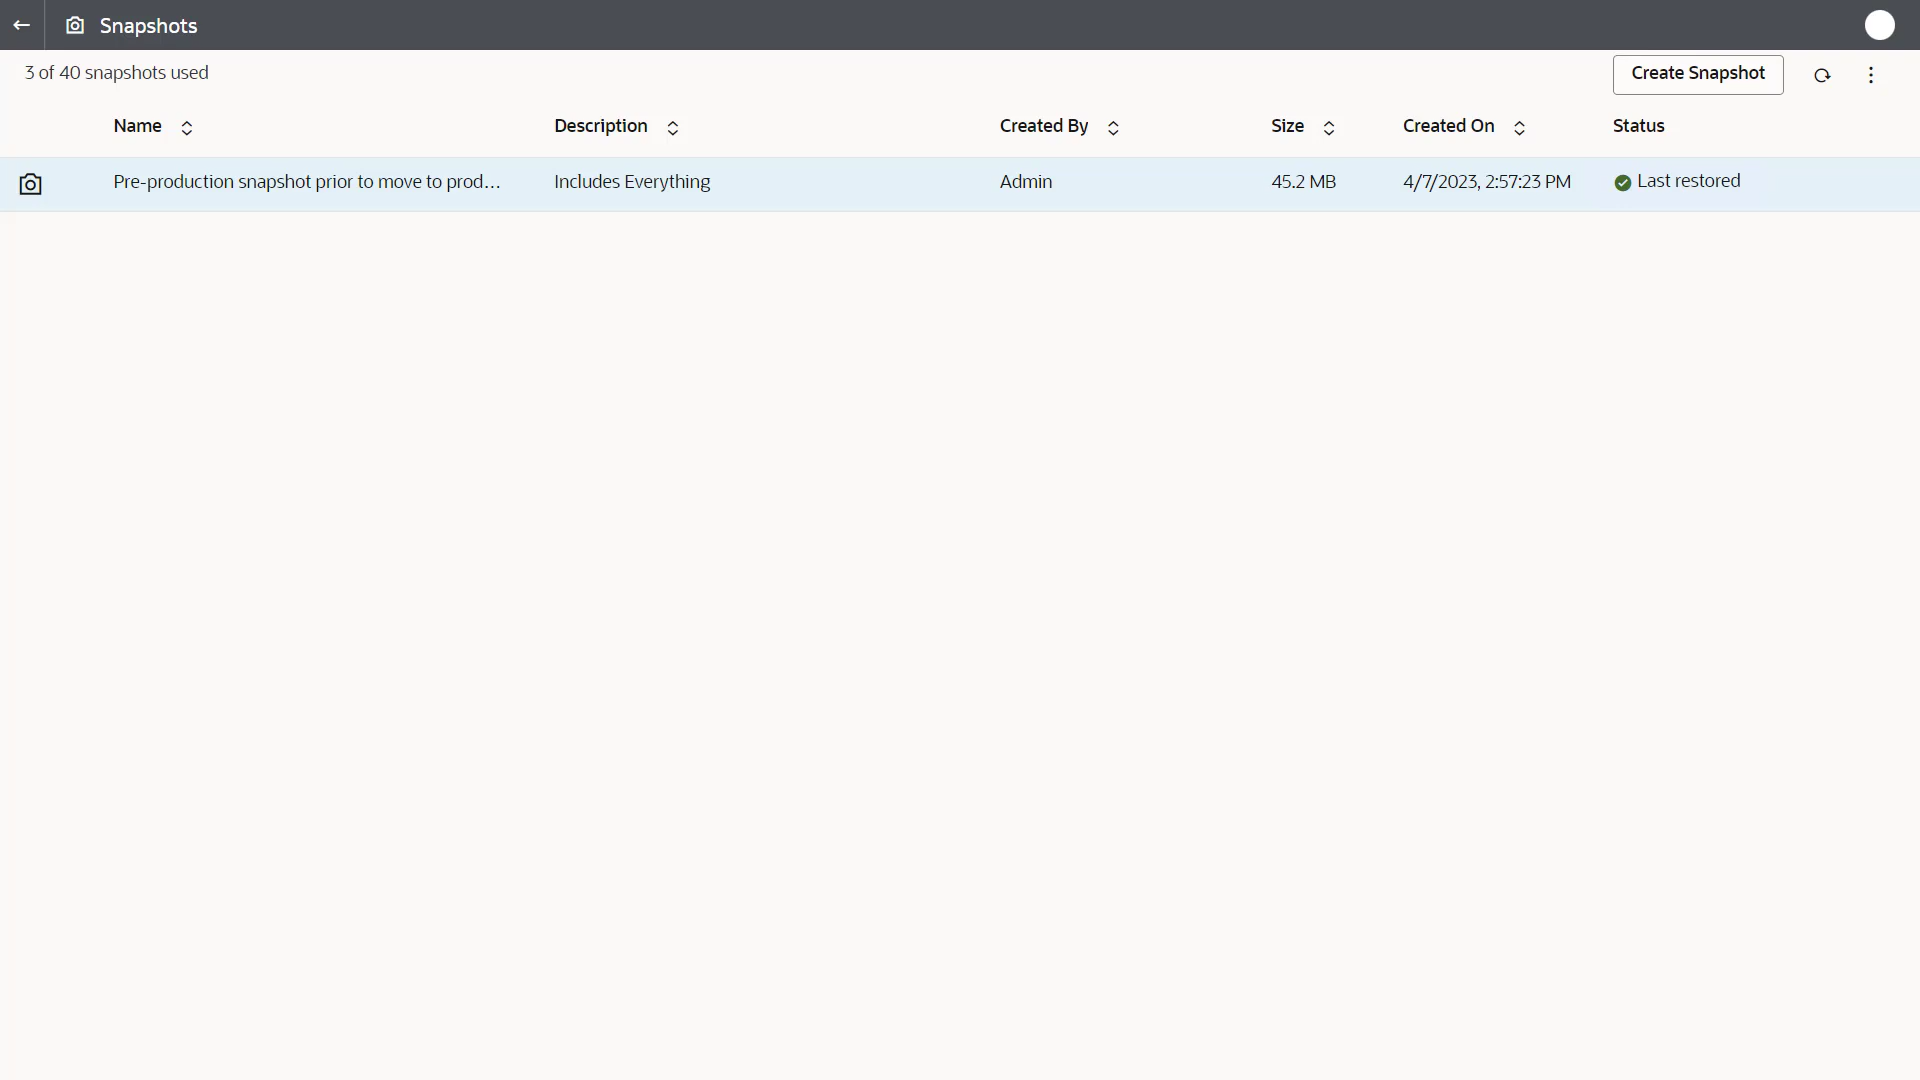 Snapshots
3 of 40 snapshots used
Create Snapshot
Name Description Created By Size Created On Status
Pre-production snapshot prior to move to prod... Includes Everything Admin 45.2 MB 4/7/2023, 2:57:23 PM Last restored